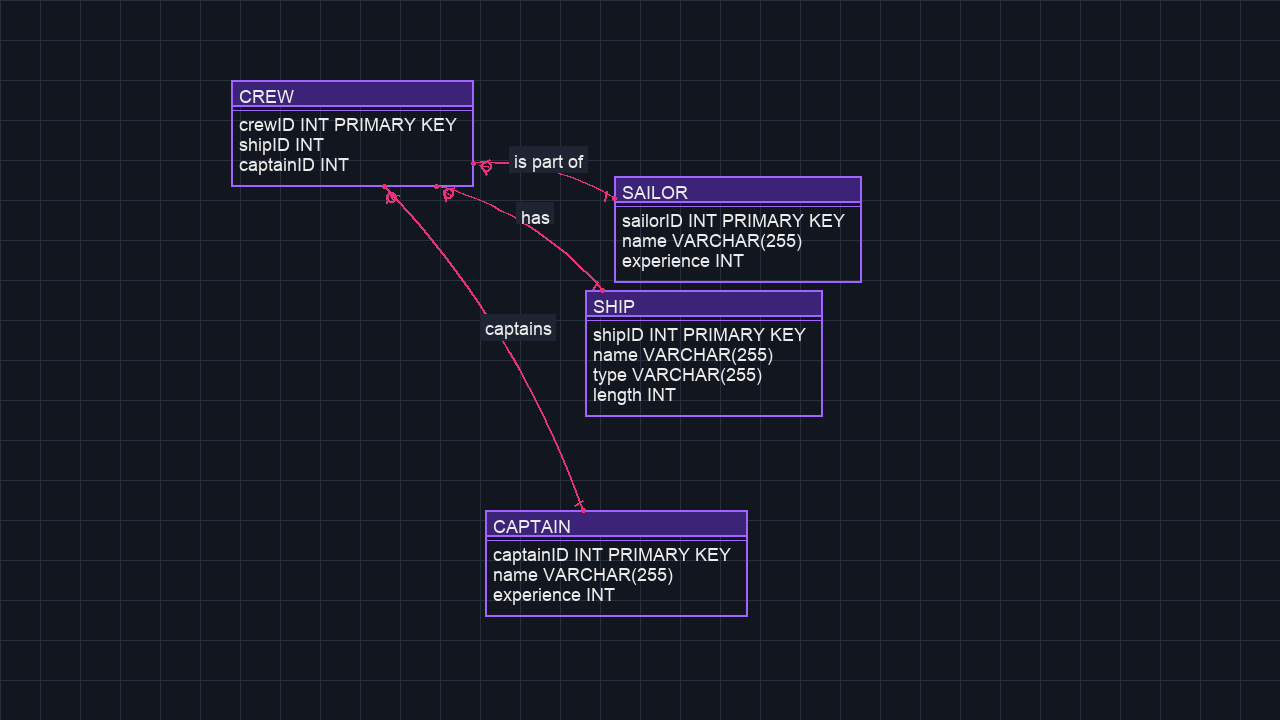 CREW
crewID INT PRIMARY KEY
shipID INT
captainID INT
is part of
SAILOR
sailorID INT PRIMARY KEY
name VARCHAR(255)
experience INT
has
SHIP
shipID INT PRIMARY KEY
name VARCHAR(255)
type VARCHAR(255)
length INT
captains
CAPTAIN
captainID INT PRIMARY KEY
name VARCHAR(255)
experience INT